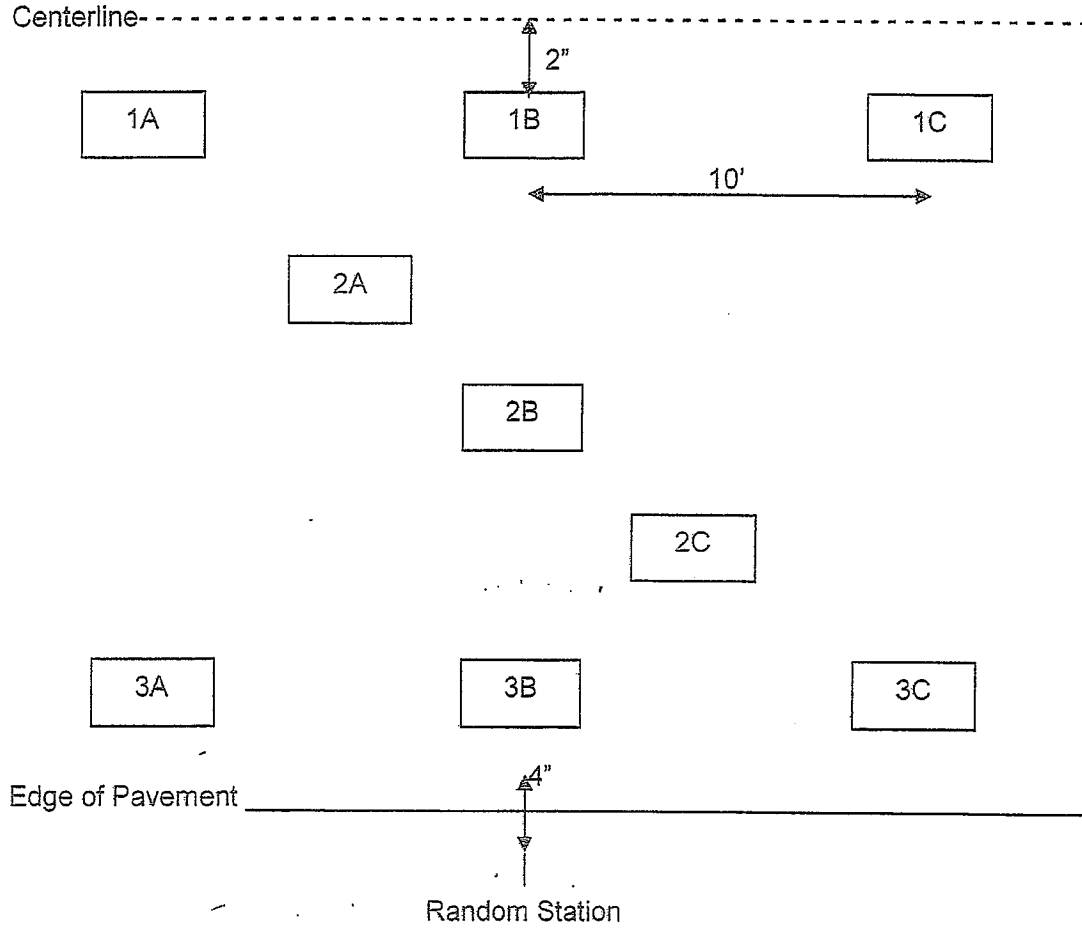 Centerline
2"
1A 1B 1C
10'
2A
2B
2C
3A 3B 3C
4"
Edge of Pavement
Random Station